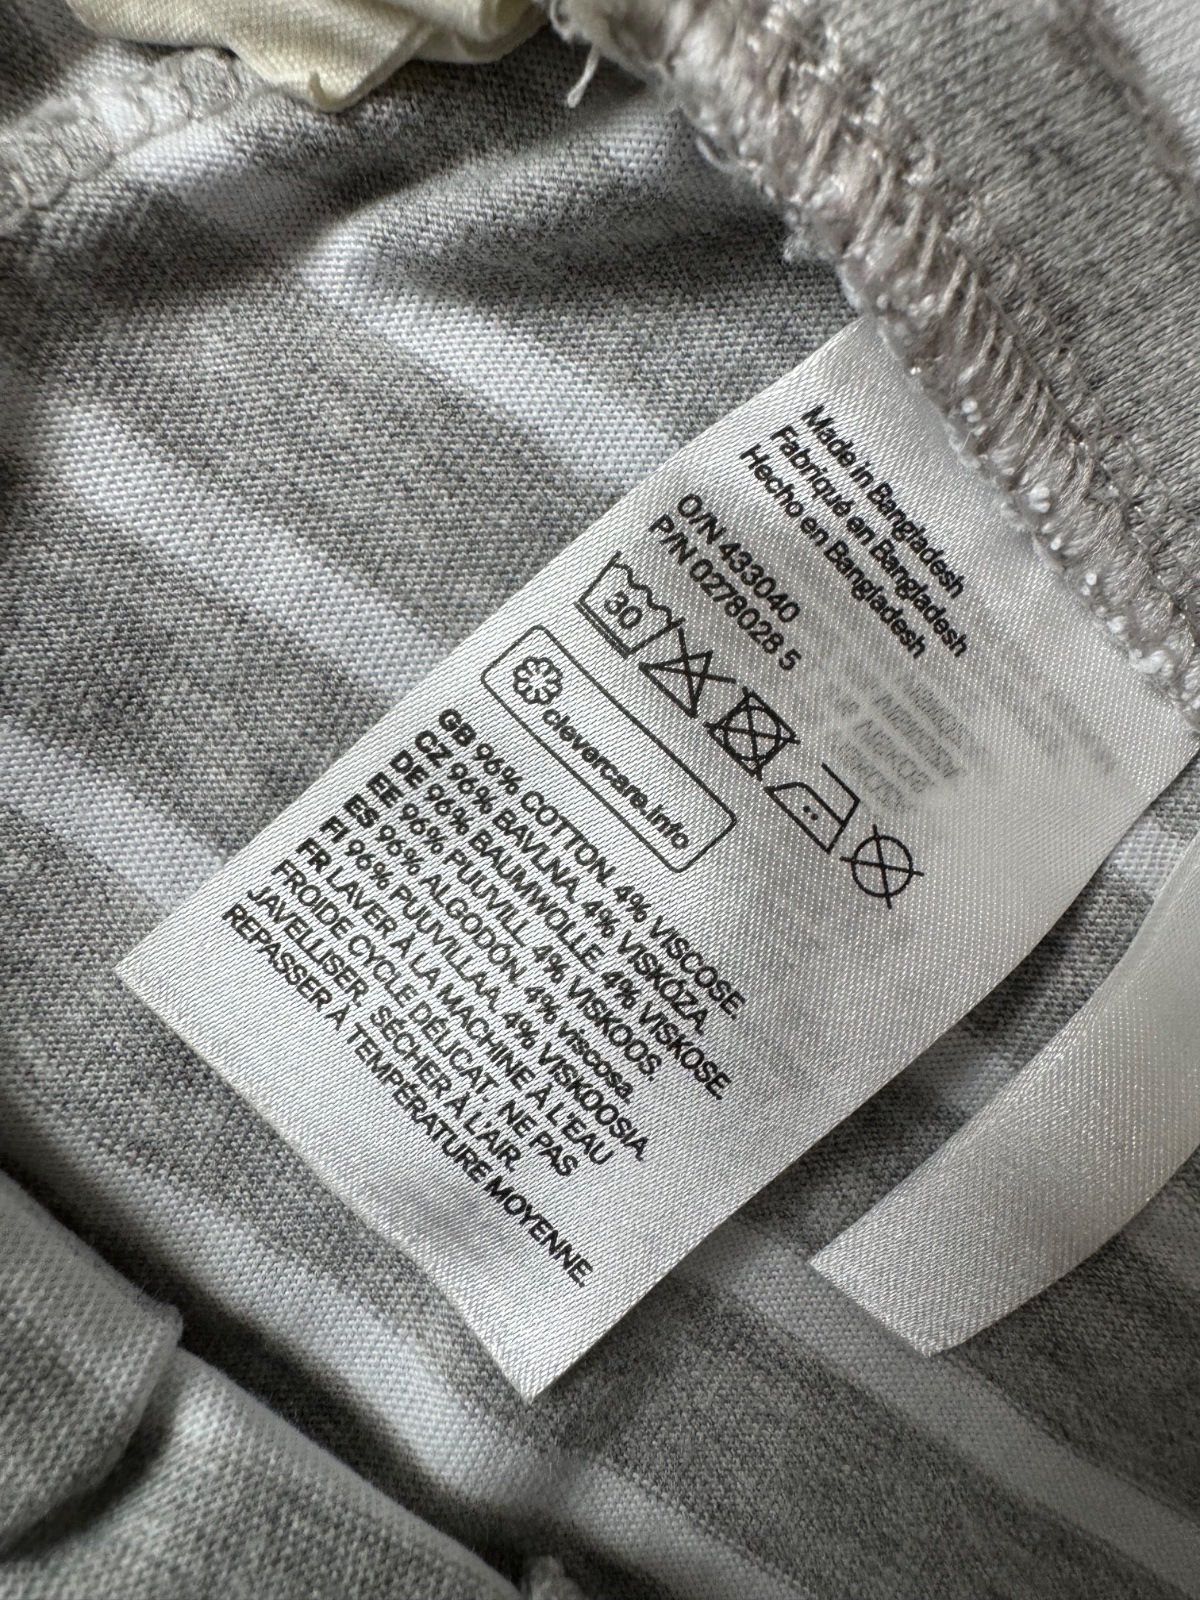 Made in Bangladesh
Fabriqué en Bangladesh
Hecho en Bangladesh
O/N 433040
P/N 0278028 5
30
clevercare.info
GB 96% COTTON. 4% VISCOSE.
CZ 96% BAVLNA. 4% VISKÓZA.
DE 96% BAUMWOLLE. 4% VISKOSE.
EE 96% PUUVILL. 4% VISKOOS.
ES 96% ALGODÓN. 4% viscosa.
FI 96% PUUVILLAA. 4% VISKOOSIA.
FR LAVER À LA MACHINE À L'EAU
FROIDE CYCLE DÉLICAT. NE PAS
JAVELLISER. SÉCHER À L'AIR.
REPASSER À TEMPÉRATURE MOYENNE.